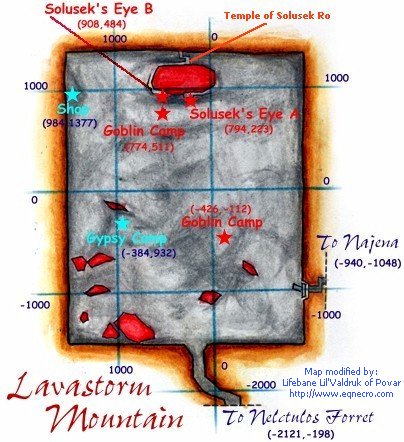 Solusek's Eye B
(908,484)
Temple of Solusek Ro
1000
0
1000
1000
Shop
(984,1377)
Goblin Camp
(774,511)
Solusek's Eye A
(794,223)
0
0
(-426,-112)
Goblin Camp
Gypsy Camp
(-384,932)
To Najena
(-940,-1048)
-1000
-1000
1000
0
-2000
Map modified by:
Lifebane Lil'Valdruk of Povar
http://www.eqnecro.com
Lavastorm
Mountain
To Nelctulos Forret
(-2121,-198)